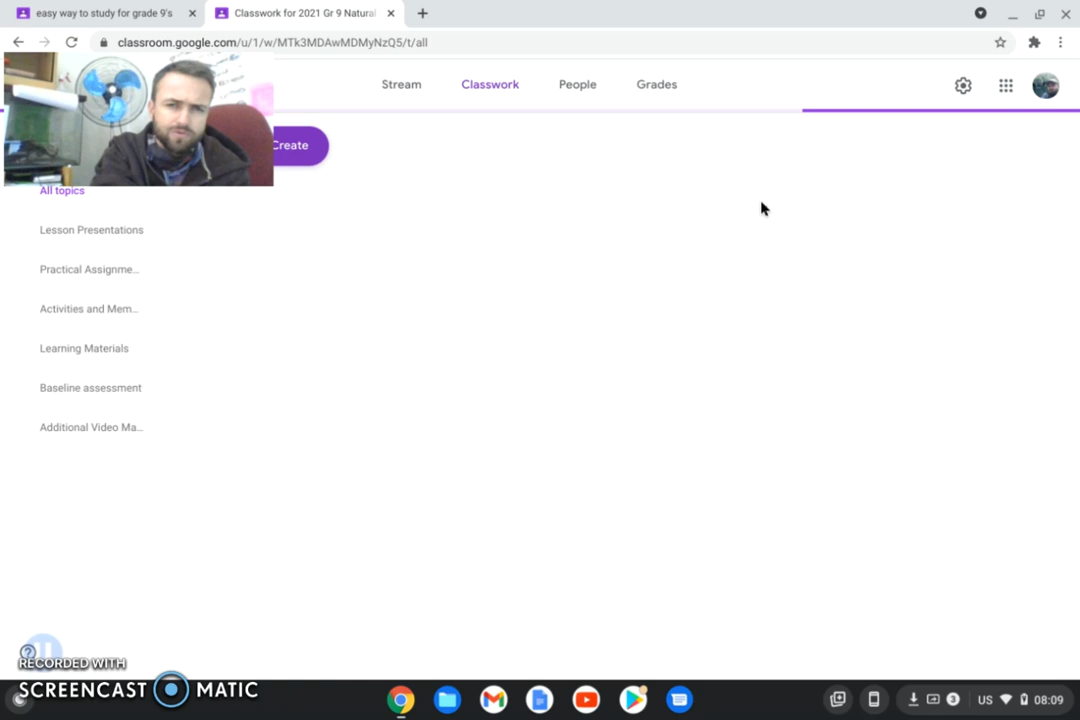 easy way to study for grade 9's
Classwork for 2021 Gr 9 Natural
classroom.google.com/u/1/w/MTk3MDAwMDMyNzQ5/t/all
Stream
Classwork
People
Grades
Create
All topics
Lesson Presentations
Practical Assignme...
Activities and Mem...
Learning Materials
Baseline assessment
Additional Video Ma...
RECORDED WITH
SCREENCAST MATIC
3
US
08:09